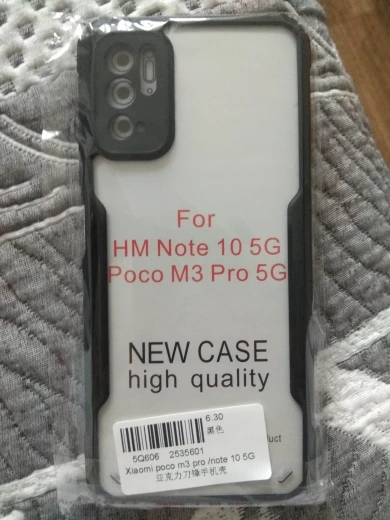 For
HM Note 10 5G
Poco M3 Pro 5G
NEW CASE
high quality
6.30
黑色
5Q606 2535601
Xiaomi poco m3 pro /note 10 5G
亚克力刀锋手机壳
uct